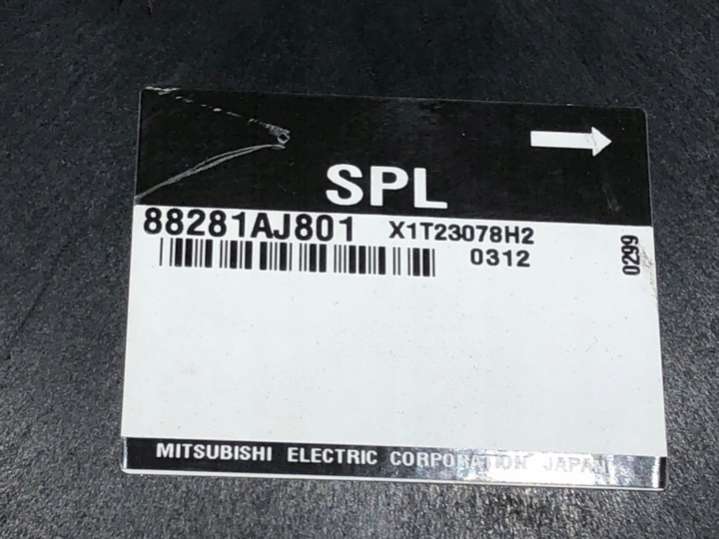 SPL
88281AJ801 X1T23078H2
0312
0299
MITSUBISHI ELECTRIC CORPORATION JAPAN